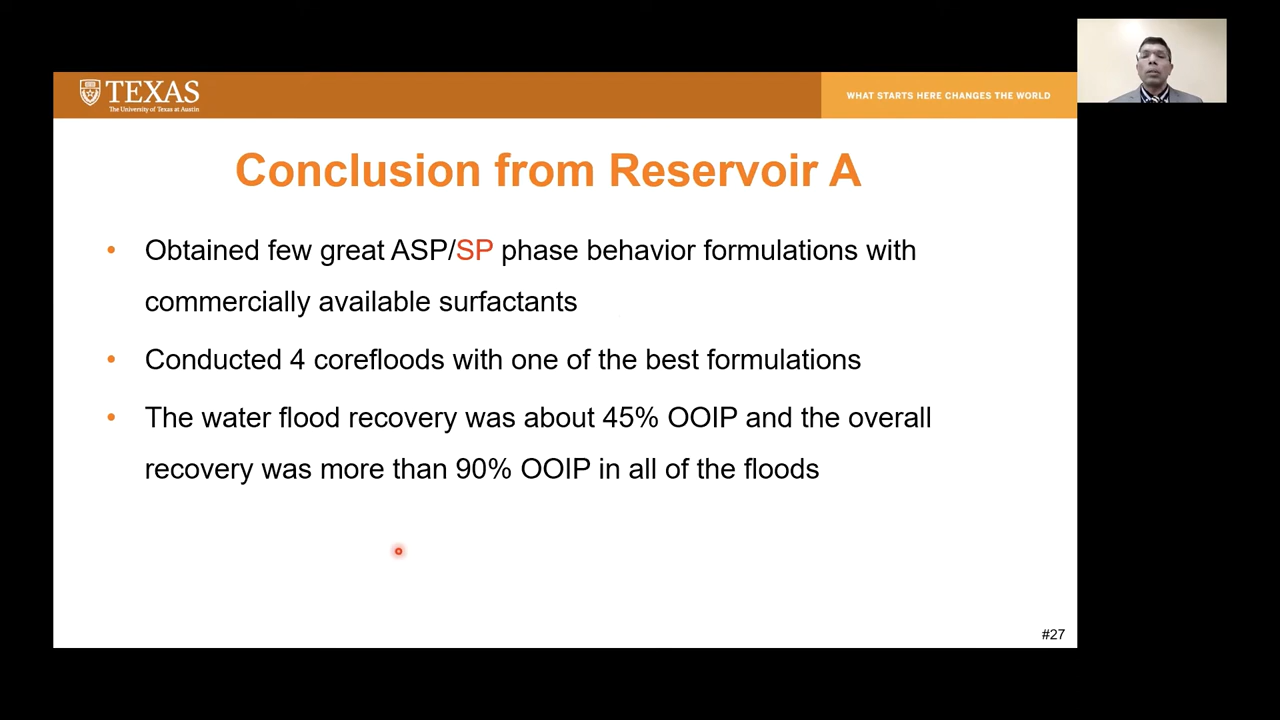 TEXAS
The University of Texas at Austin
WHAT STARTS HERE CHANGES THE WORLD
Conclusion from Reservoir A
• Obtained few great ASP/SP phase behavior formulations with
commercially available surfactants
• Conducted 4 corefloods with one of the best formulations
• The water flood recovery was about 45% OOIP and the overall
recovery was more than 90% OOIP in all of the floods
#27